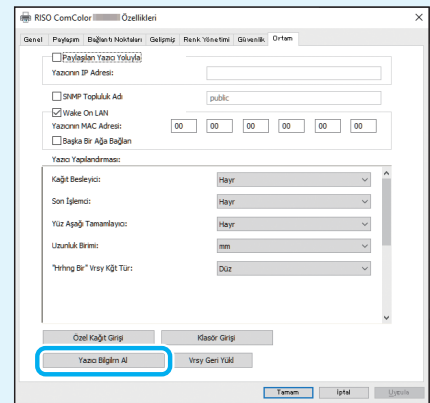 RISO ComColor Özellikleri
Genel Paylaşım Bağlantı Noktaları Gelişmiş Renk Yönetimi Güvenlik Ortam
Paylaşılan Yazıcı Yoluyla
Yazıcının IP Adresi:
SNMP Topluluk Adı public
Wake On LAN
Yazıcının MAC Adresi: 00 00 00 00 00 00
Başka Bir Ağa Bağlan
Yazıcı Yapılandırması:
Kağıt Besleyici: Hayr
Son İşlemci: Hayr
Yüz Aşağı Tamamlayıcı: Hayr
Uzunluk Birimi: mm
"Hrhng Bir" Vrsy Kğt Tür: Düz
Özel Kağıt Girişi Klasör Girişi
Yazıcı Bilgilrn Al Vrsy Geri Yükl
Tamam İptal Uygula